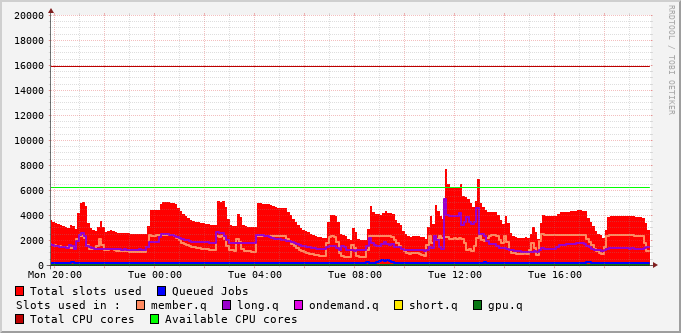 RRDTOOL / TOBI OETIKER
20000
18000
16000
14000
12000
10000
8000
6000
4000
2000
0
Mon 20:00 Tue 00:00 Tue 04:00 Tue 08:00 Tue 12:00 Tue 16:00
Total slots used Queued Jobs
Slots used in : member.q long.q ondemand.q short.q gpu.q
Total CPU cores Available CPU cores